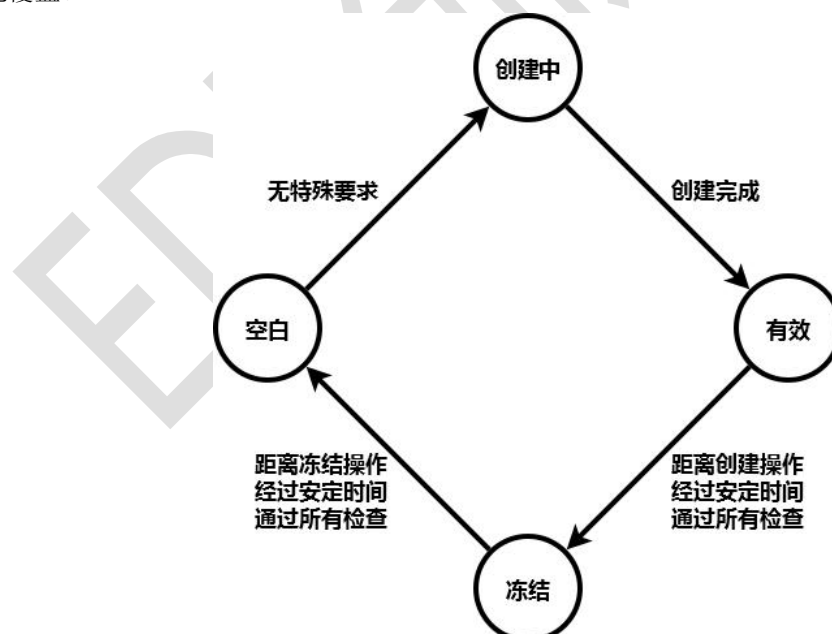 创建中
无特殊要求
创建完成
空白
有效
距离冻结操作
经过安定时间
通过所有检查
距离创建操作
经过安定时间
通过所有检查
冻结